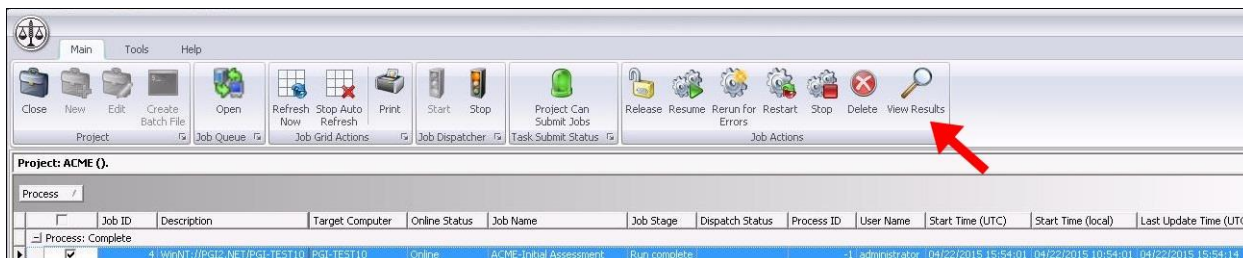 Main Tools Help
Close New Edit Create Batch File Open Refresh Now Stop Auto Refresh Print Start Stop Project Can Submit Jobs Release Resume Rerun for Errors Restart Stop Delete View Results
Project Job Queue Job Grid Actions Job Dispatcher Task Submit Status Job Actions
Project: ACME ().
Process
Job ID Description Target Computer Online Status Job Name Job Stage Dispatch Status Process ID User Name Start Time (UTC) Start Time (local) Last Update Time (UTC
Process: Complete
4 WinNT://PGI2.NET/PGI-TEST10 PGI-TEST10 Online ACME-Initial Assessment Run complete -1 administrator 04/22/2015 15:54:01 04/22/2015 10:54:01 04/22/2015 15:54:14